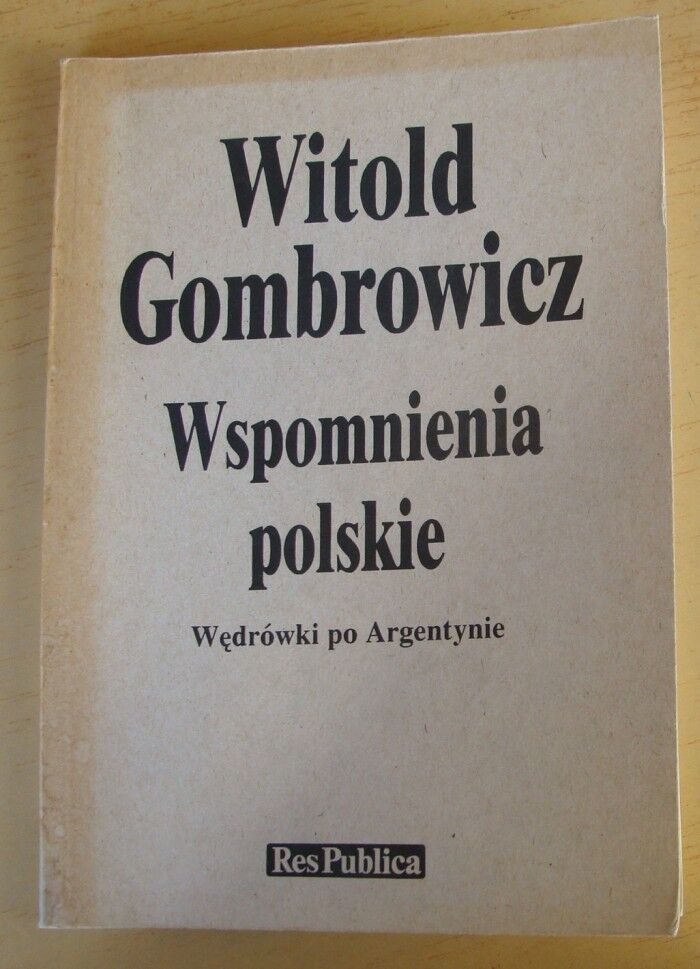 Witold
Gombrowicz
Wspomnienia
polskie
Wędrówki po Argentynie
Res Publica